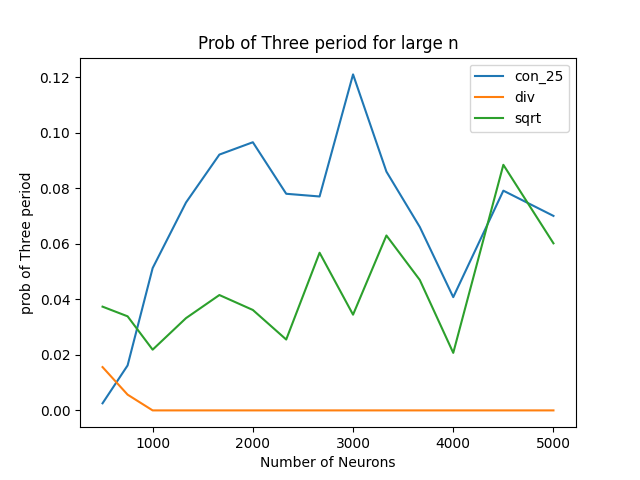 Prob of Three period for large n
con_25
div
sqrt
prob of Three period
0.12
0.10
0.08
0.06
0.04
0.02
0.00
1000 2000 3000 4000 5000
Number of Neurons